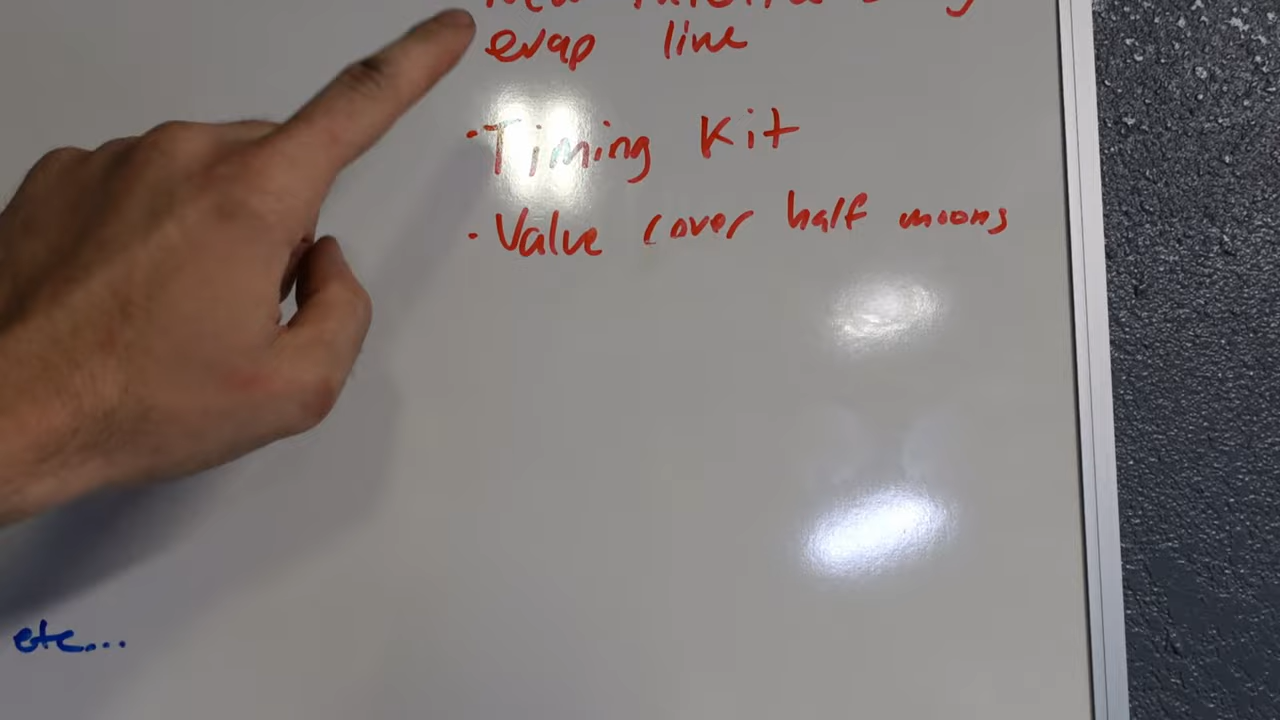 evap line
· Timing Kit
· Valve cover half moons
etc...